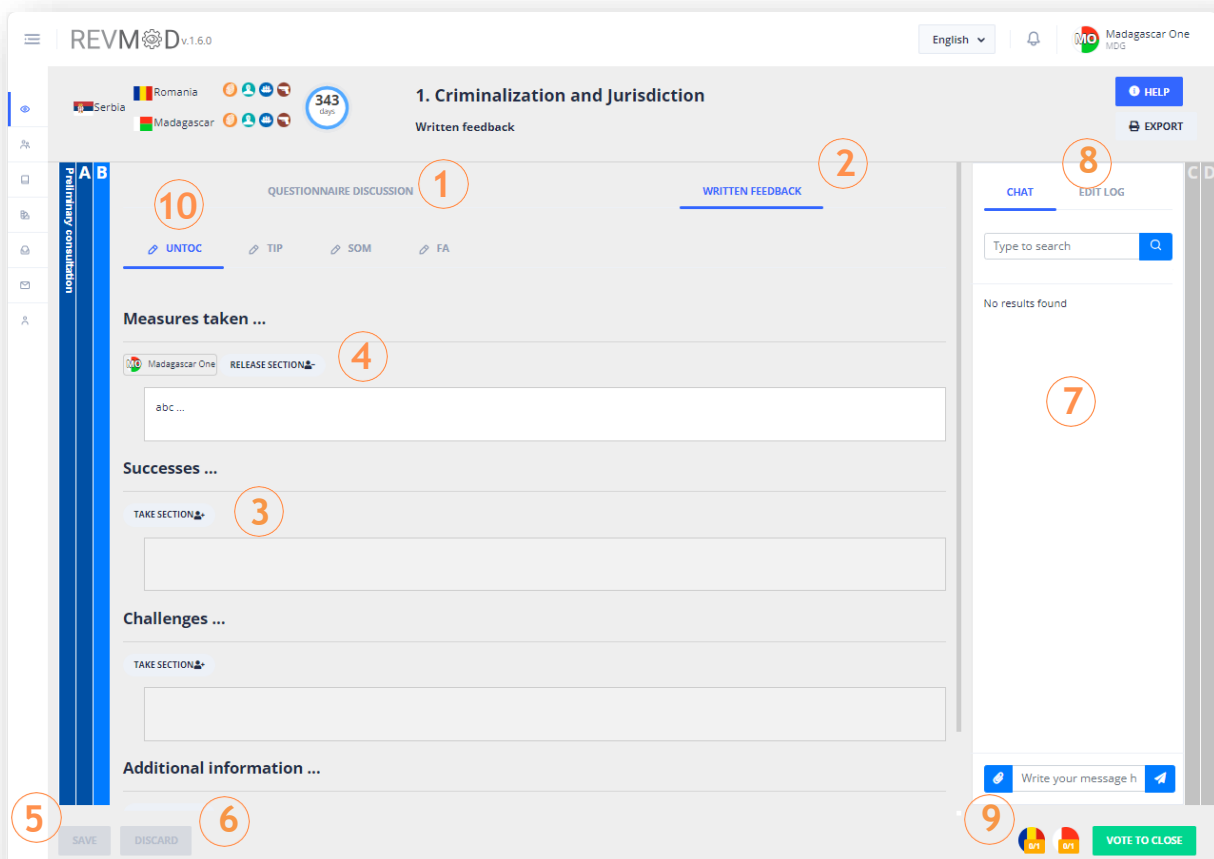 REVMOD v.1.6.0
English
MO
Madagascar One
MDG
Serbia
Romania
Madagascar
343
days
1. Criminalization and Jurisdiction
Written feedback
HELP
EXPORT
Preliminary consultation
A
B
C
D
QUESTIONNAIRE DISCUSSION
1
WRITTEN FEEDBACK
2
10
UNTOC
TIP
SOM
FA
CHAT
EDIT LOG
8
Type to search
No results found
7
Measures taken ...
MO Madagascar One
RELEASE SECTION
4
abc ...
Successes ...
TAKE SECTION
3
Challenges ...
TAKE SECTION
Additional information ...
Write your message h
5
SAVE
DISCARD
6
9
0/1
0/1
VOTE TO CLOSE